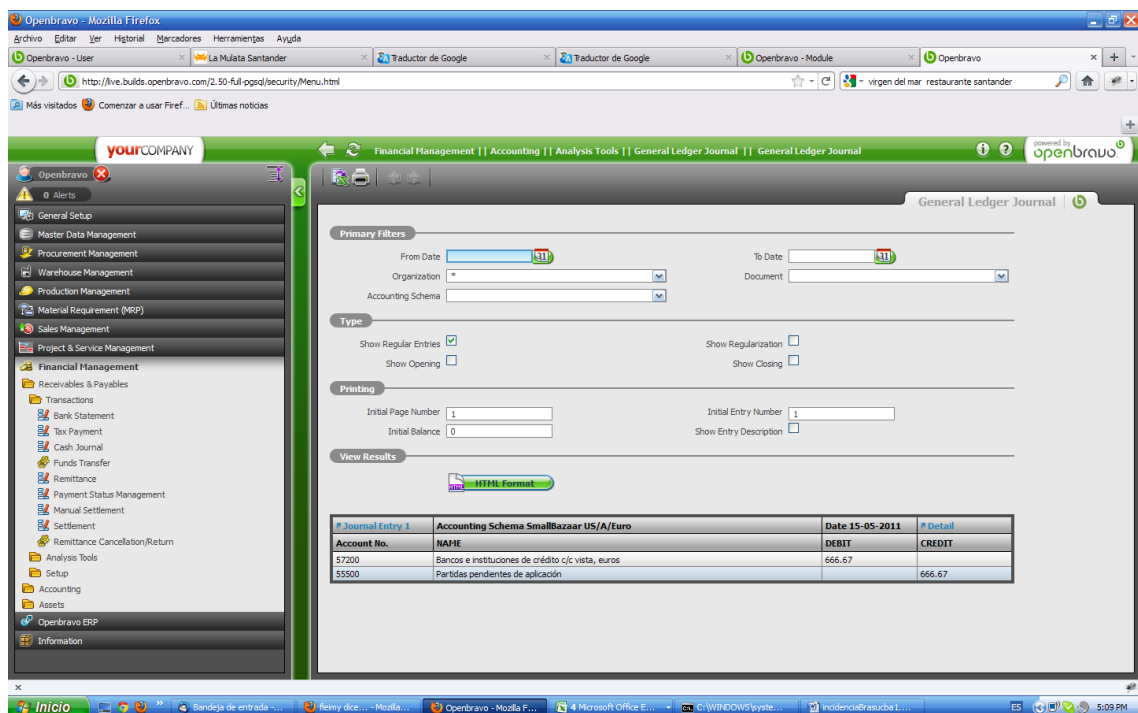 Openbravo - Mozilla Firefox
Archivo Editar Ver Historial Marcadores Herramientas Ayuda
Openbravo - User La Mulata Santander Traductor de Google Traductor de Google Openbravo - Module Openbravo
http://live.builds.openbravo.com/2.50-full-pgsql/security/Menu.html virgen del mar restaurante santander
Más visitados Comenzar a usar Firef... Últimas noticias
yourCOMPANY Financial Management || Accounting || Analysis Tools || General Ledger Journal || General Ledger Journal powered by openbravo
Openbravo
0 Alerts
General Ledger Journal
General Setup
Master Data Management
Procurement Management
Warehouse Management
Production Management
Material Requirement (MRP)
Sales Management
Project & Service Management
Financial Management
Receivables & Payables
Transactions
Bank Statement
Tax Payment
Cash Journal
Funds Transfer
Remittance
Payment Status Management
Manual Settlement
Settlement
Remittance Cancellation/Return
Analysis Tools
Setup
Accounting
Assets
Openbravo ERP
Information
Primary Filters
From Date 31 To Date 31
Organization * Document
Accounting Schema
Type
Show Regular Entries Show Regularization
Show Opening Show Closing
Printing
Initial Page Number 1 Initial Entry Number 1
Initial Balance 0 Show Entry Description
View Results
HTML HTML Format
Journal Entry 1 Accounting Schema SmallBazaar US/A/Euro Date 15-05-2011 Detail
Account No. NAME DEBIT CREDIT
57200 Bancos e instituciones de crédito c/c vista, euros 666.67
55500 Partidas pendientes de aplicación 666.67
Inicio Bandeja de entrada -... fleimy dice... - Mozilla... Openbravo - Mozilla F... 4 Microsoft Office E... C:\WINDOWS\syste... incidenciaBrasucba1.... ES 5:09 PM